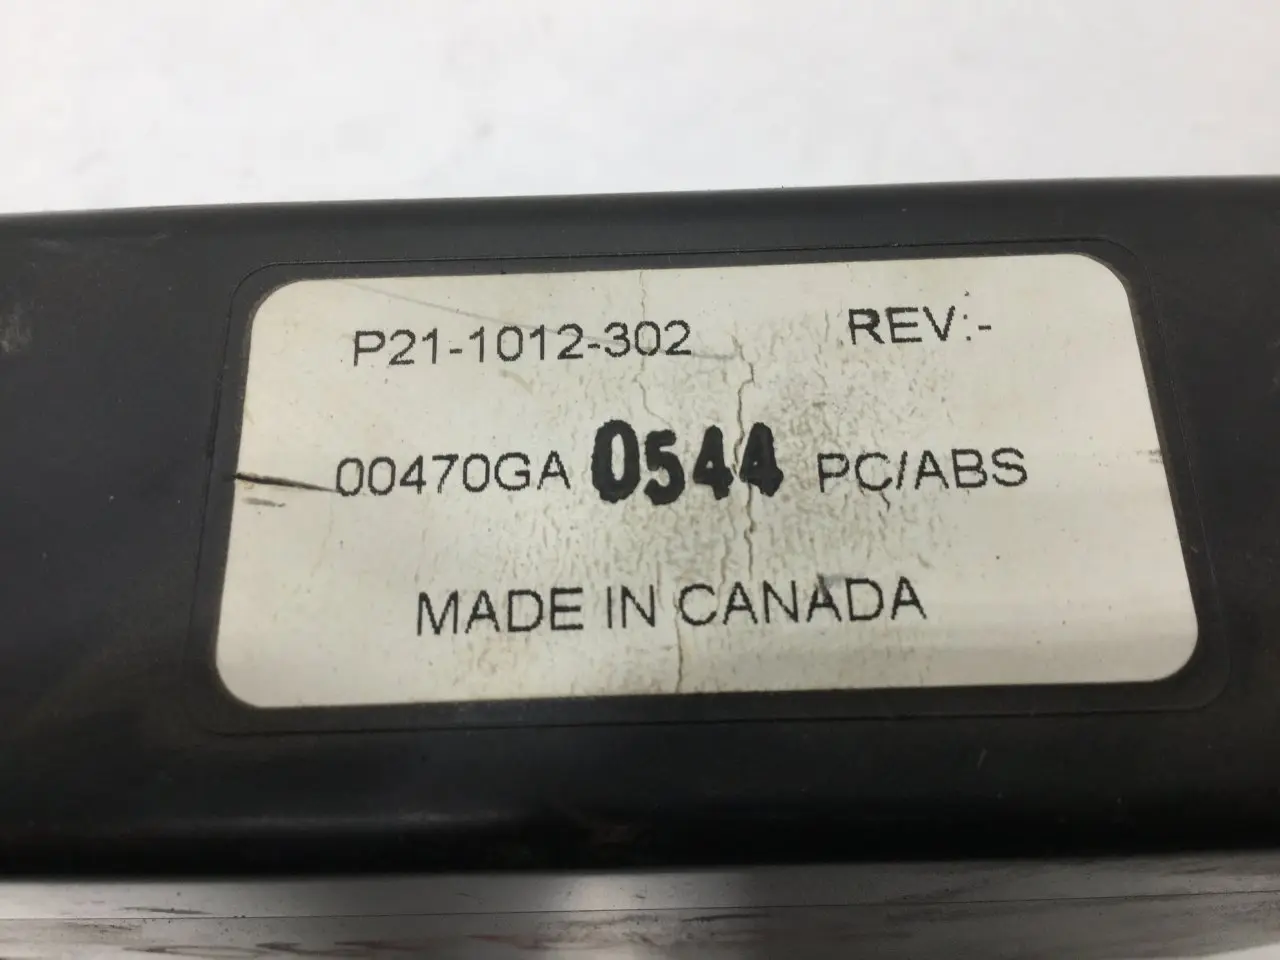 P21-1012-302 REV:-
00470GA 0544 PC/ABS
MADE IN CANADA